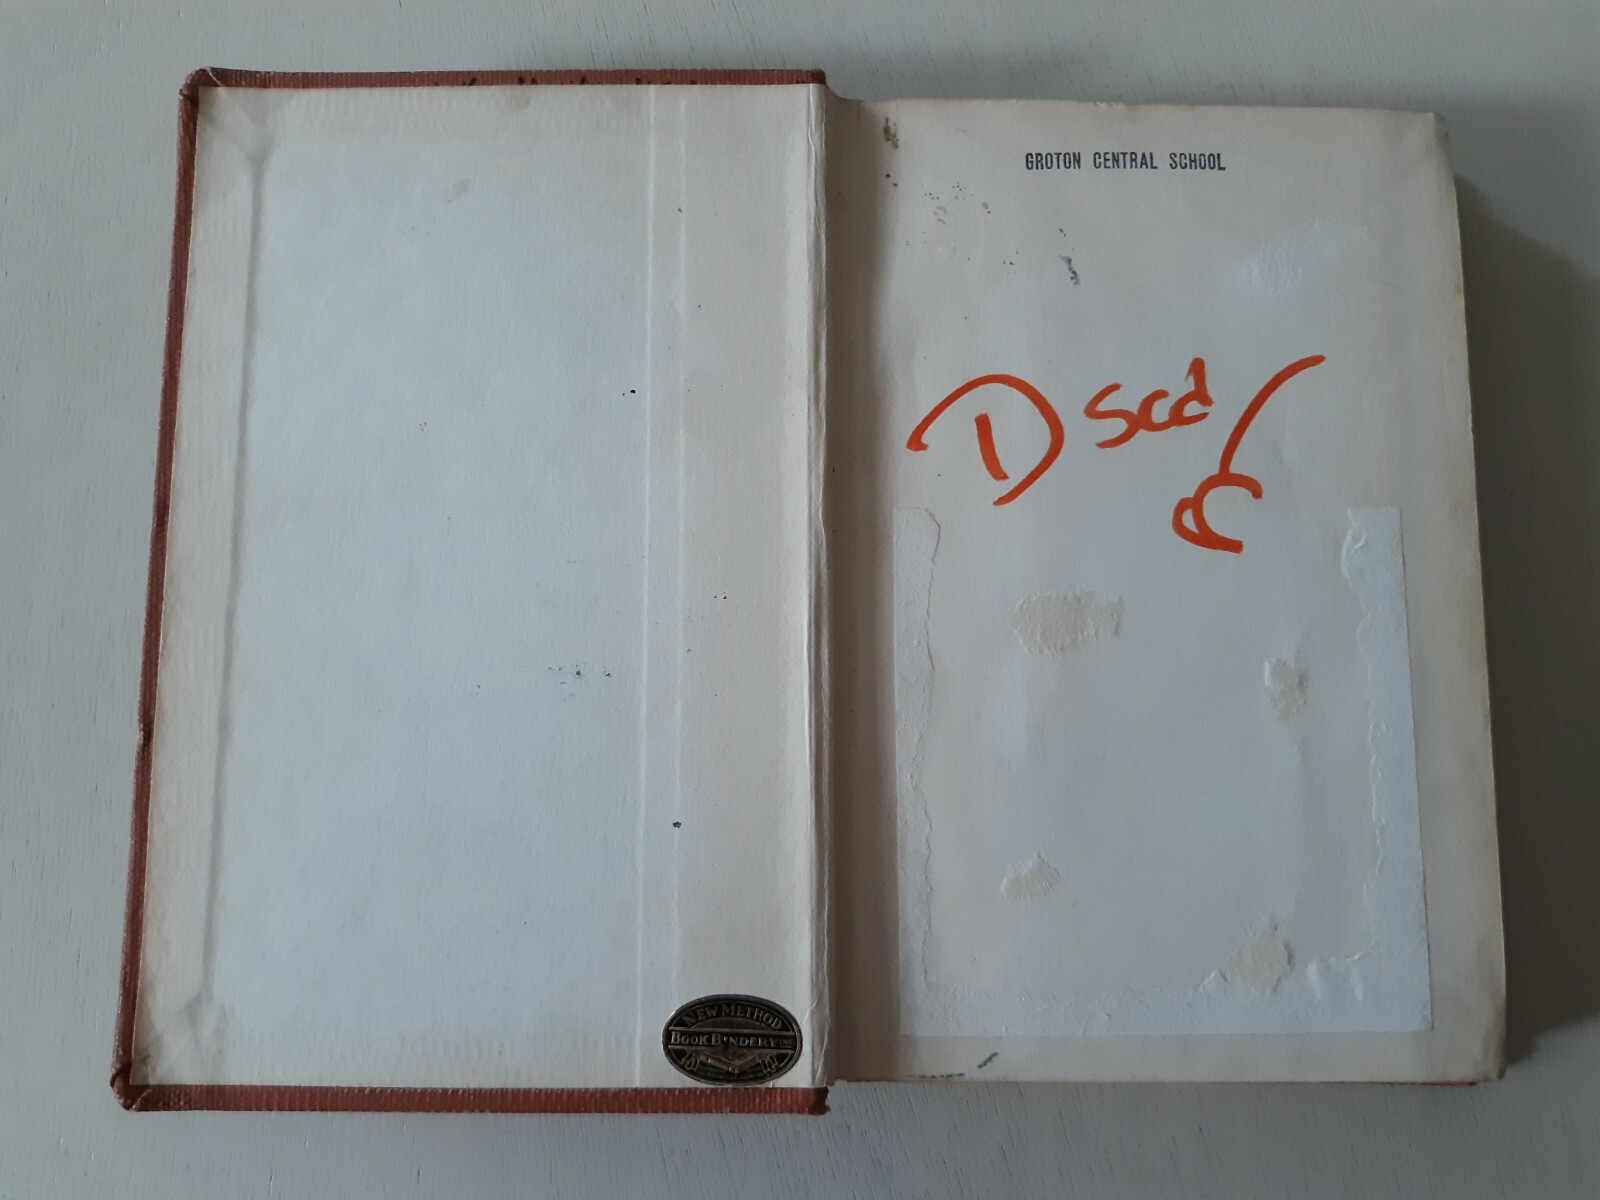 GROTON CENTRAL SCHOOL
Dscd
NEW METHOD
BOOK BINDERY INC